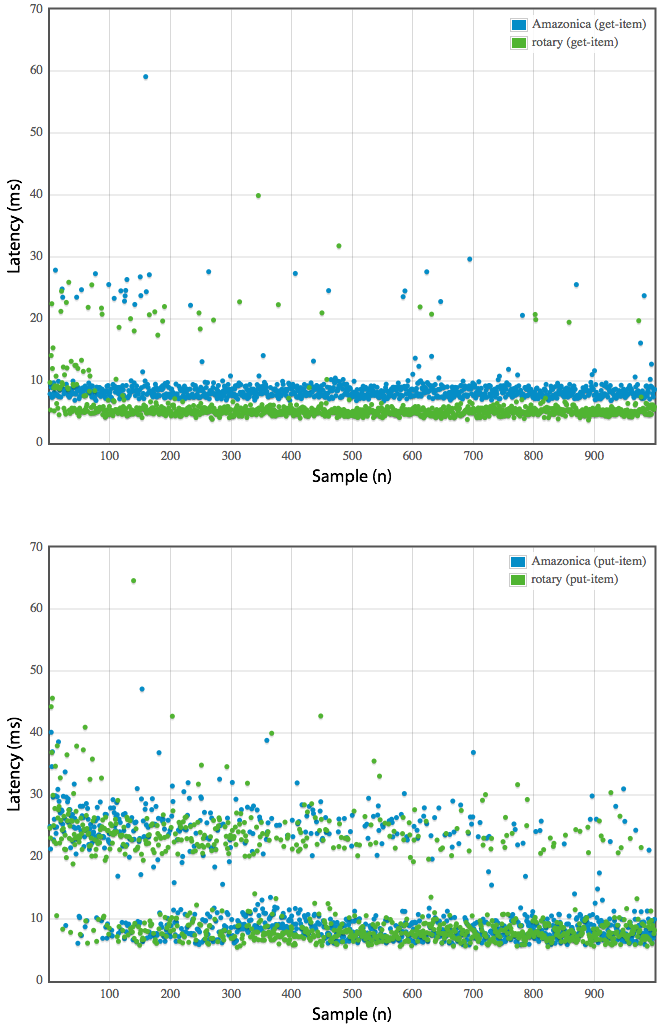 70
Amazonica (get-item)
rotary (get-item)
60
50
40
Latency (ms)
30
20
10
0
100 200 300 400 500 600 700 800 900
Sample (n)
70
Amazonica (put-item)
rotary (put-item)
60
50
40
Latency (ms)
30
20
10
0
100 200 300 400 500 600 700 800 900
Sample (n)